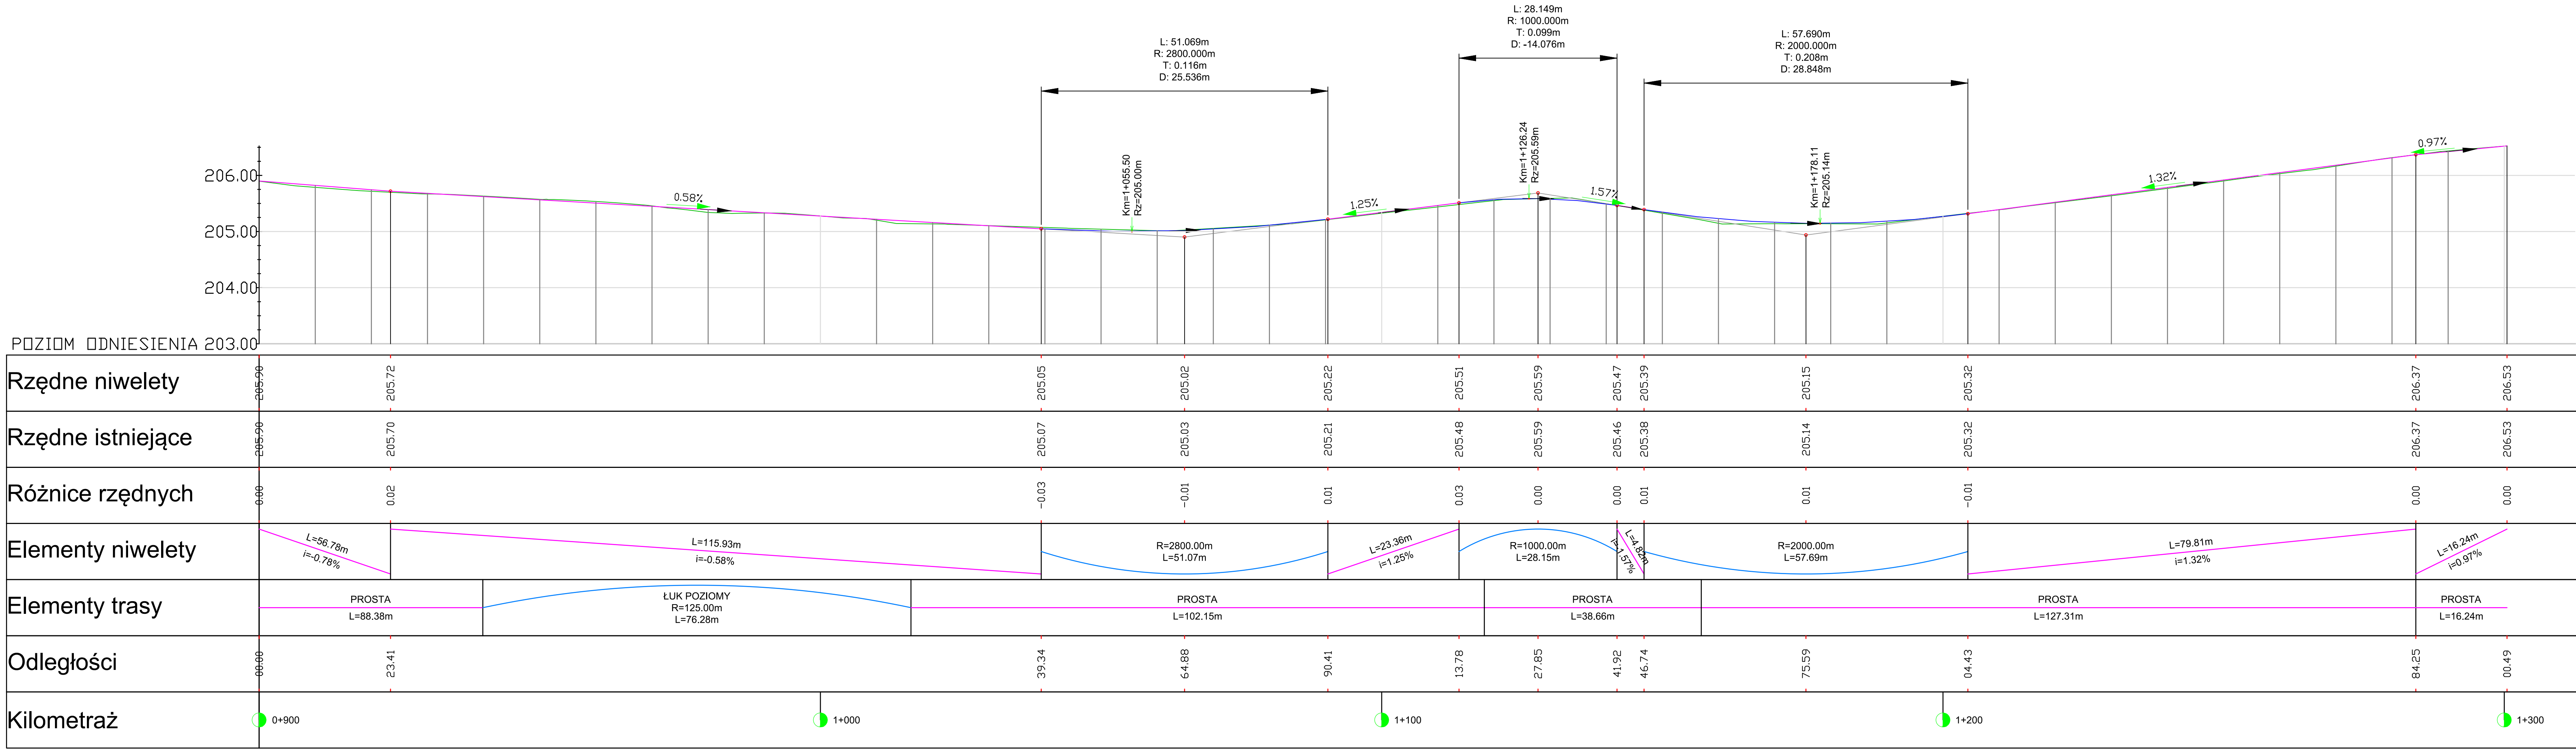 L: 28.149m
R: 1000.000m
T: 0.099m
D: -14.076m
L: 51.069m
R: 2800.000m
T: 0.116m
D: 25.536m
L: 57.690m
R: 2000.000m
T: 0.208m
D: 28.848m
0.58%
Km=1+055.50
Rz=205.00m
1.25%
Km=1+126.24
Rz=205.59m
1.57%
Km=1+178.11
Rz=205.14m
1.32%
0.97%
206.00
205.00
204.00
POZIOM ODNIESIENIA 203.00
Rzędne niwelety 205.90 205.72 205.05 205.02 205.22 205.51 205.59 205.47 205.39 205.15 205.32 206.37 206.53
Rzędne istniejące 205.90 205.70 205.07 205.03 205.21 205.48 205.59 205.46 205.38 205.14 205.32 206.37 206.53
Różnice rzędnych 0.00 0.02 -0.03 -0.01 0.01 0.03 0.00 0.00 0.01 0.01 -0.01 0.00 0.00
Elementy niwelety
L=56.78m
i=-0.78%
L=115.93m
i=-0.58%
R=2800.00m
L=51.07m
L=23.36m
i=1.25%
R=1000.00m
L=28.15m
L=4.82m
i=-1.57%
R=2000.00m
L=57.69m
L=79.81m
i=1.32%
L=16.24m
i=0.97%
Elementy trasy
PROSTA
L=88.38m
ŁUK POZIOMY
R=125.00m
L=76.28m
PROSTA
L=102.15m
PROSTA
L=38.66m
PROSTA
L=127.31m
PROSTA
L=16.24m
Odległości 00.00 23.41 39.34 64.88 90.41 13.78 27.85 41.92 46.74 75.59 04.43 84.25 00.49
Kilometraż 0+900 1+000 1+100 1+200 1+300